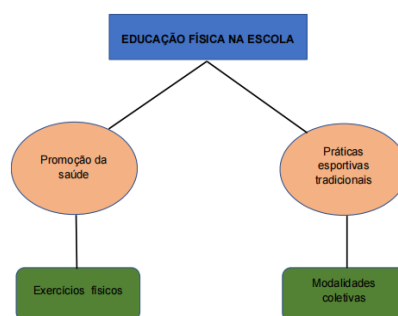 EDUCAÇÃO FÍSICA NA ESCOLA
Promoção da
saúde
Práticas
esportivas
tradicionais
Exercícios físicos
Modalidades
coletivas